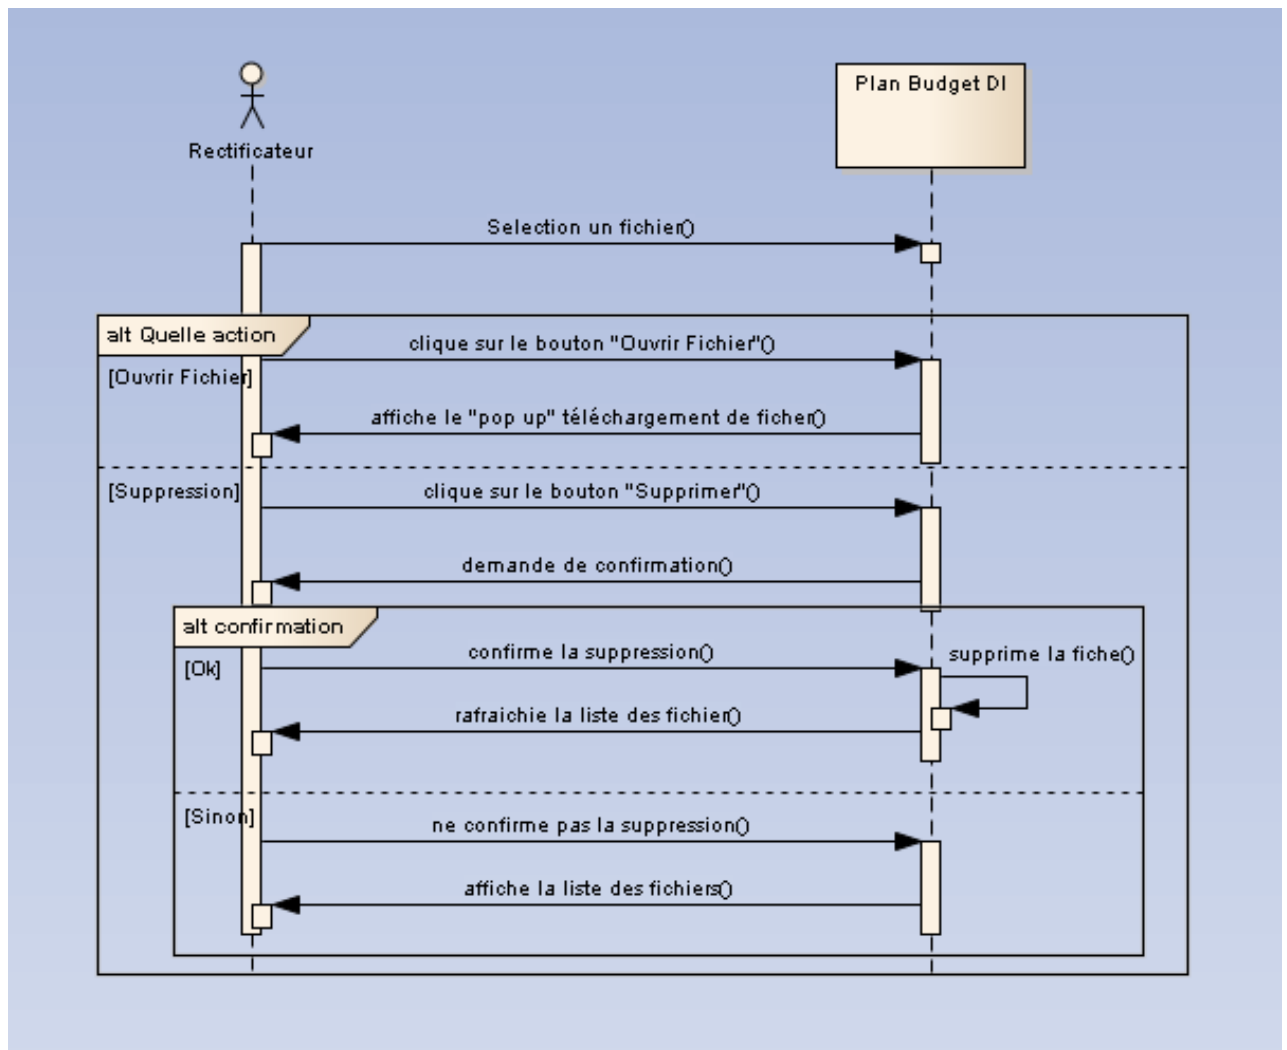 Plan Budget DI
Rectificateur
Selection un fichier()
alt Quelle action
clique sur le bouton "Ouvrir Fichier"()
[Ouvrir Fichier]
affiche le "pop up" téléchargement de ficher()
[Suppression]
clique sur le bouton "Supprimer"()
demande de confirmation()
alt confirmation
confirme la suppression()
supprime la fiche()
[Ok]
rafraichie la liste des fichier()
[Sinon]
ne confirme pas la suppression()
affiche la liste des fichiers()